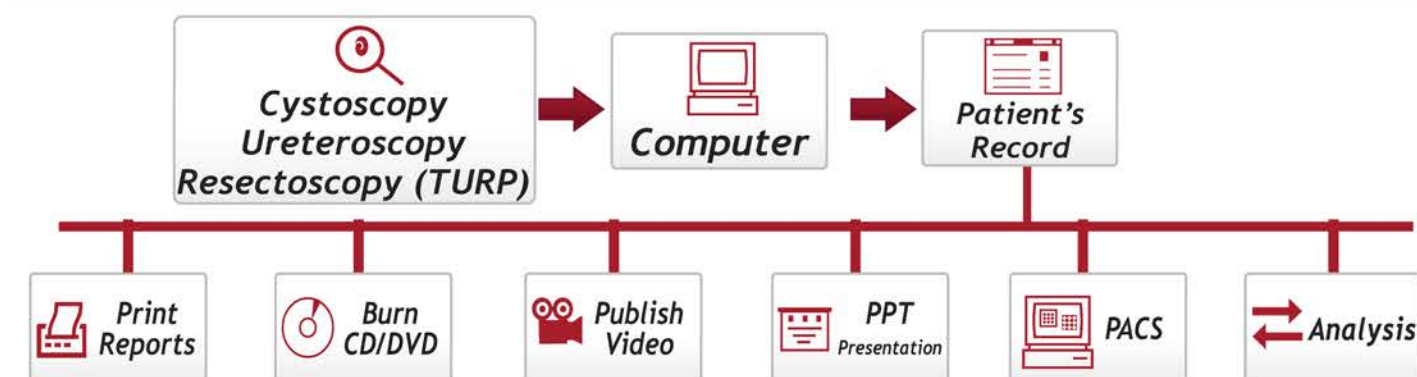 Cystoscopy
Ureteroscopy
Resectoscopy (TURP)
Computer
Patient's
Record
Print
Reports
Burn
CD/DVD
Publish
Video
PPT
Presentation
PACS
Analysis